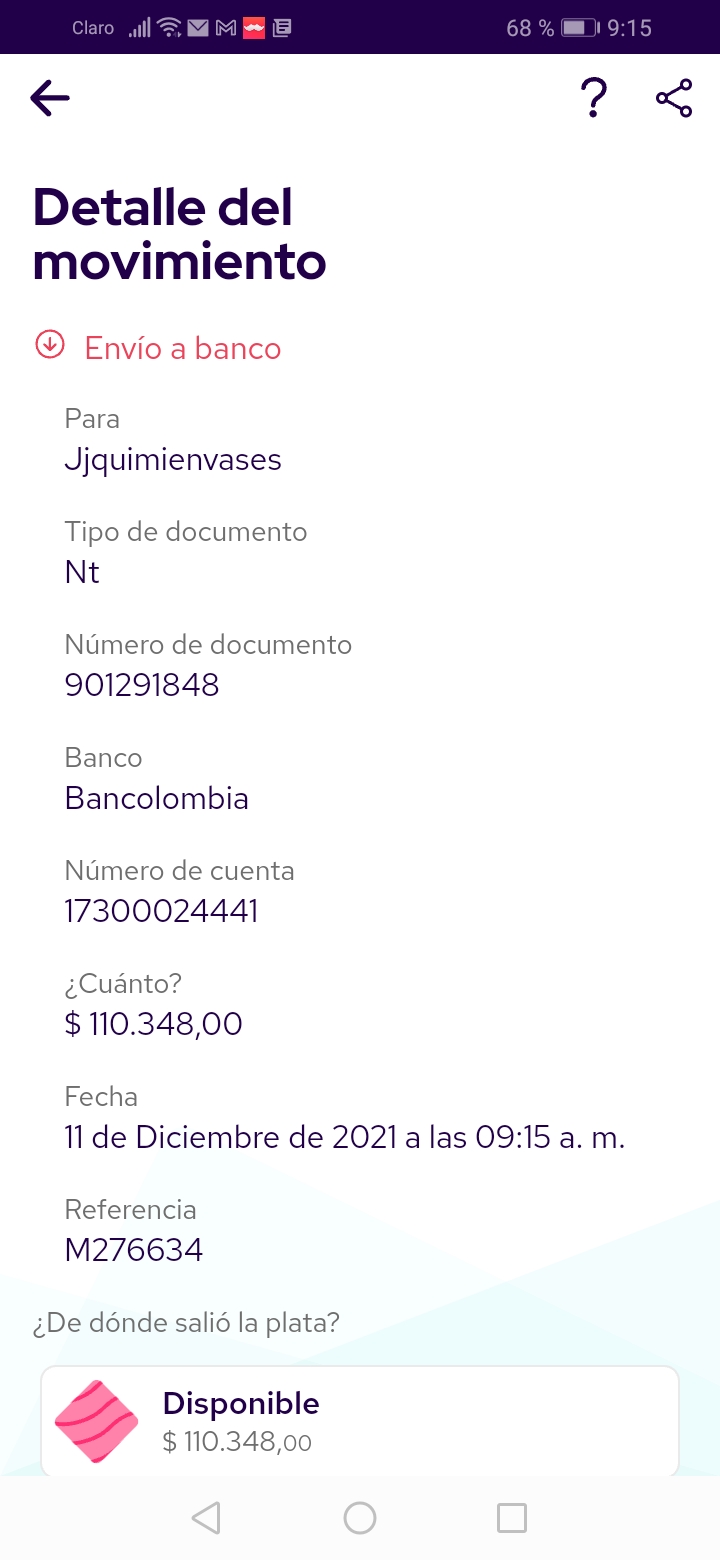 Claro 68 % 9:15
Detalle del
movimiento
Envío a banco
Para
Jjquimienvases
Tipo de documento
Nt
Número de documento
901291848
Banco
Bancolombia
Número de cuenta
17300024441
¿Cuánto?
$ 110.348,00
Fecha
11 de Diciembre de 2021 a las 09:15 a. m.
Referencia
M276634
¿De dónde salió la plata?
Disponible
$ 110.348,00